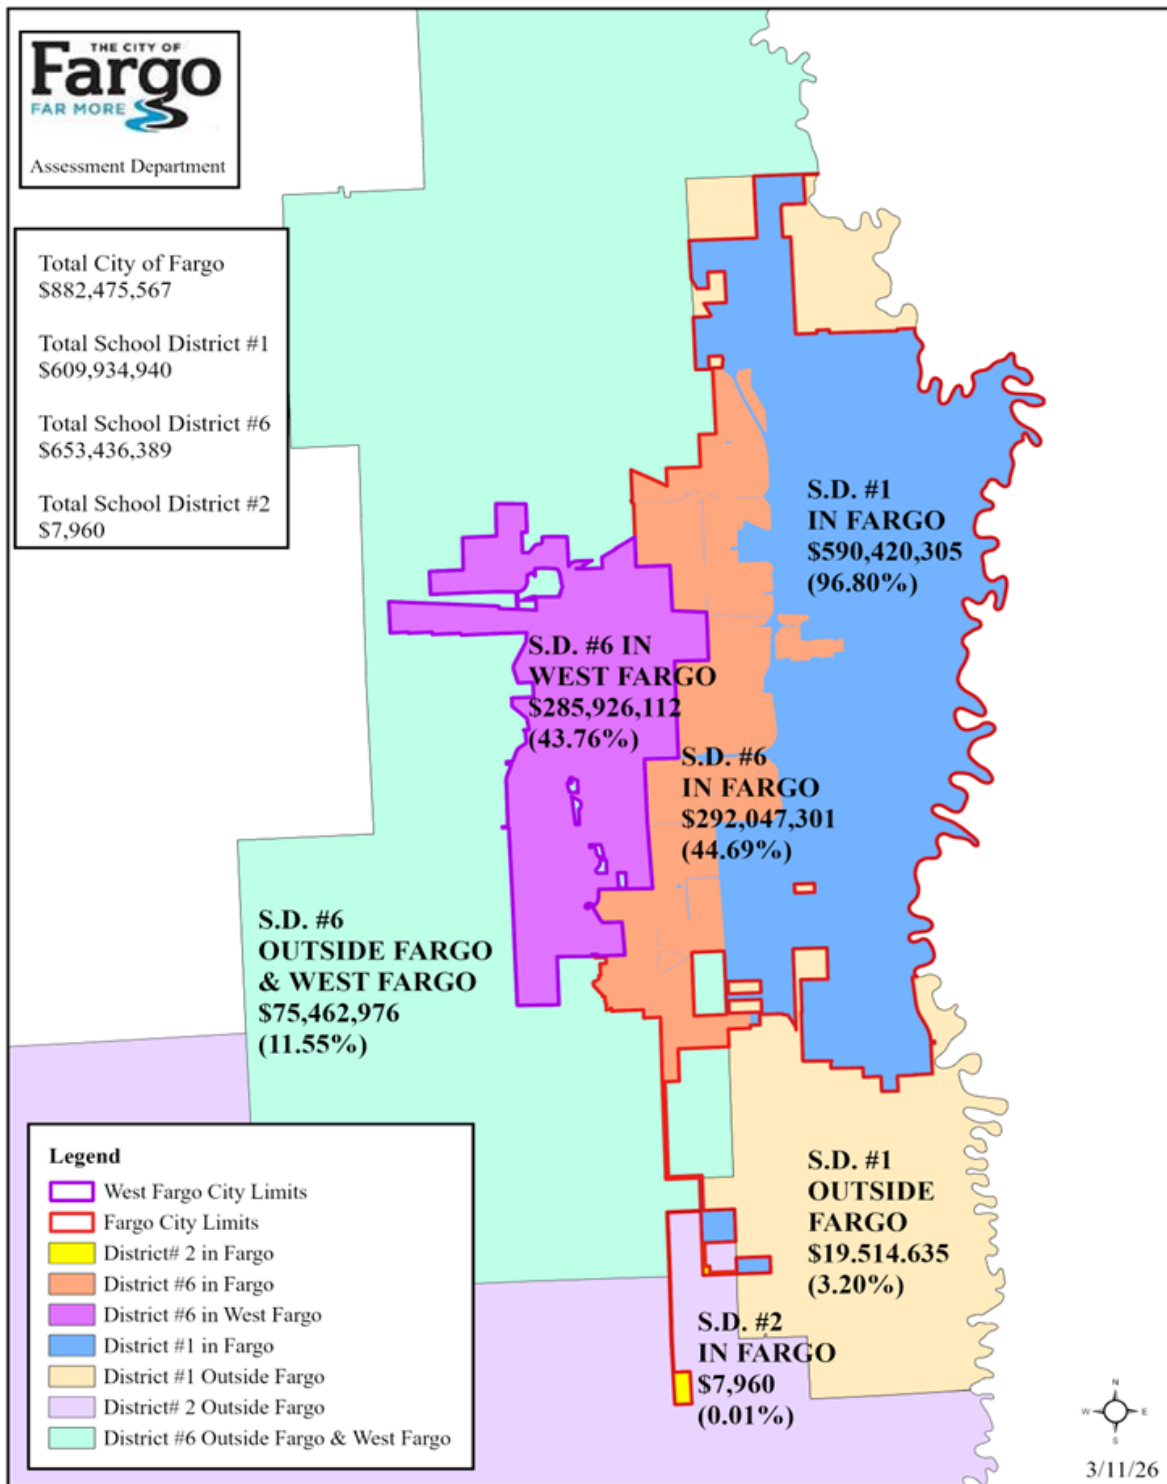 THE CITY OF
Fargo
FAR MORE
Assessment Department
Total City of Fargo
$882,475,567
Total School District #1
$609,934,940
Total School District #6
$653,436,389
Total School District #2
$7,960
S.D. #1
IN FARGO
$590,420,305
(96.80%)
S.D. #6 IN
WEST FARGO
$285,926,112
(43.76%)
S.D. #6
IN FARGO
$292,047,301
(44.69%)
S.D. #6
OUTSIDE FARGO
& WEST FARGO
$75,462,976
(11.55%)
S.D. #1
OUTSIDE
FARGO
$19.514.635
(3.20%)
S.D. #2
IN FARGO
$7,960
(0.01%)
Legend
West Fargo City Limits
Fargo City Limits
District# 2 in Fargo
District #6 in Fargo
District #6 in West Fargo
District #1 in Fargo
District #1 Outside Fargo
District# 2 Outside Fargo
District #6 Outside Fargo & West Fargo
N
W E
S
3/11/26